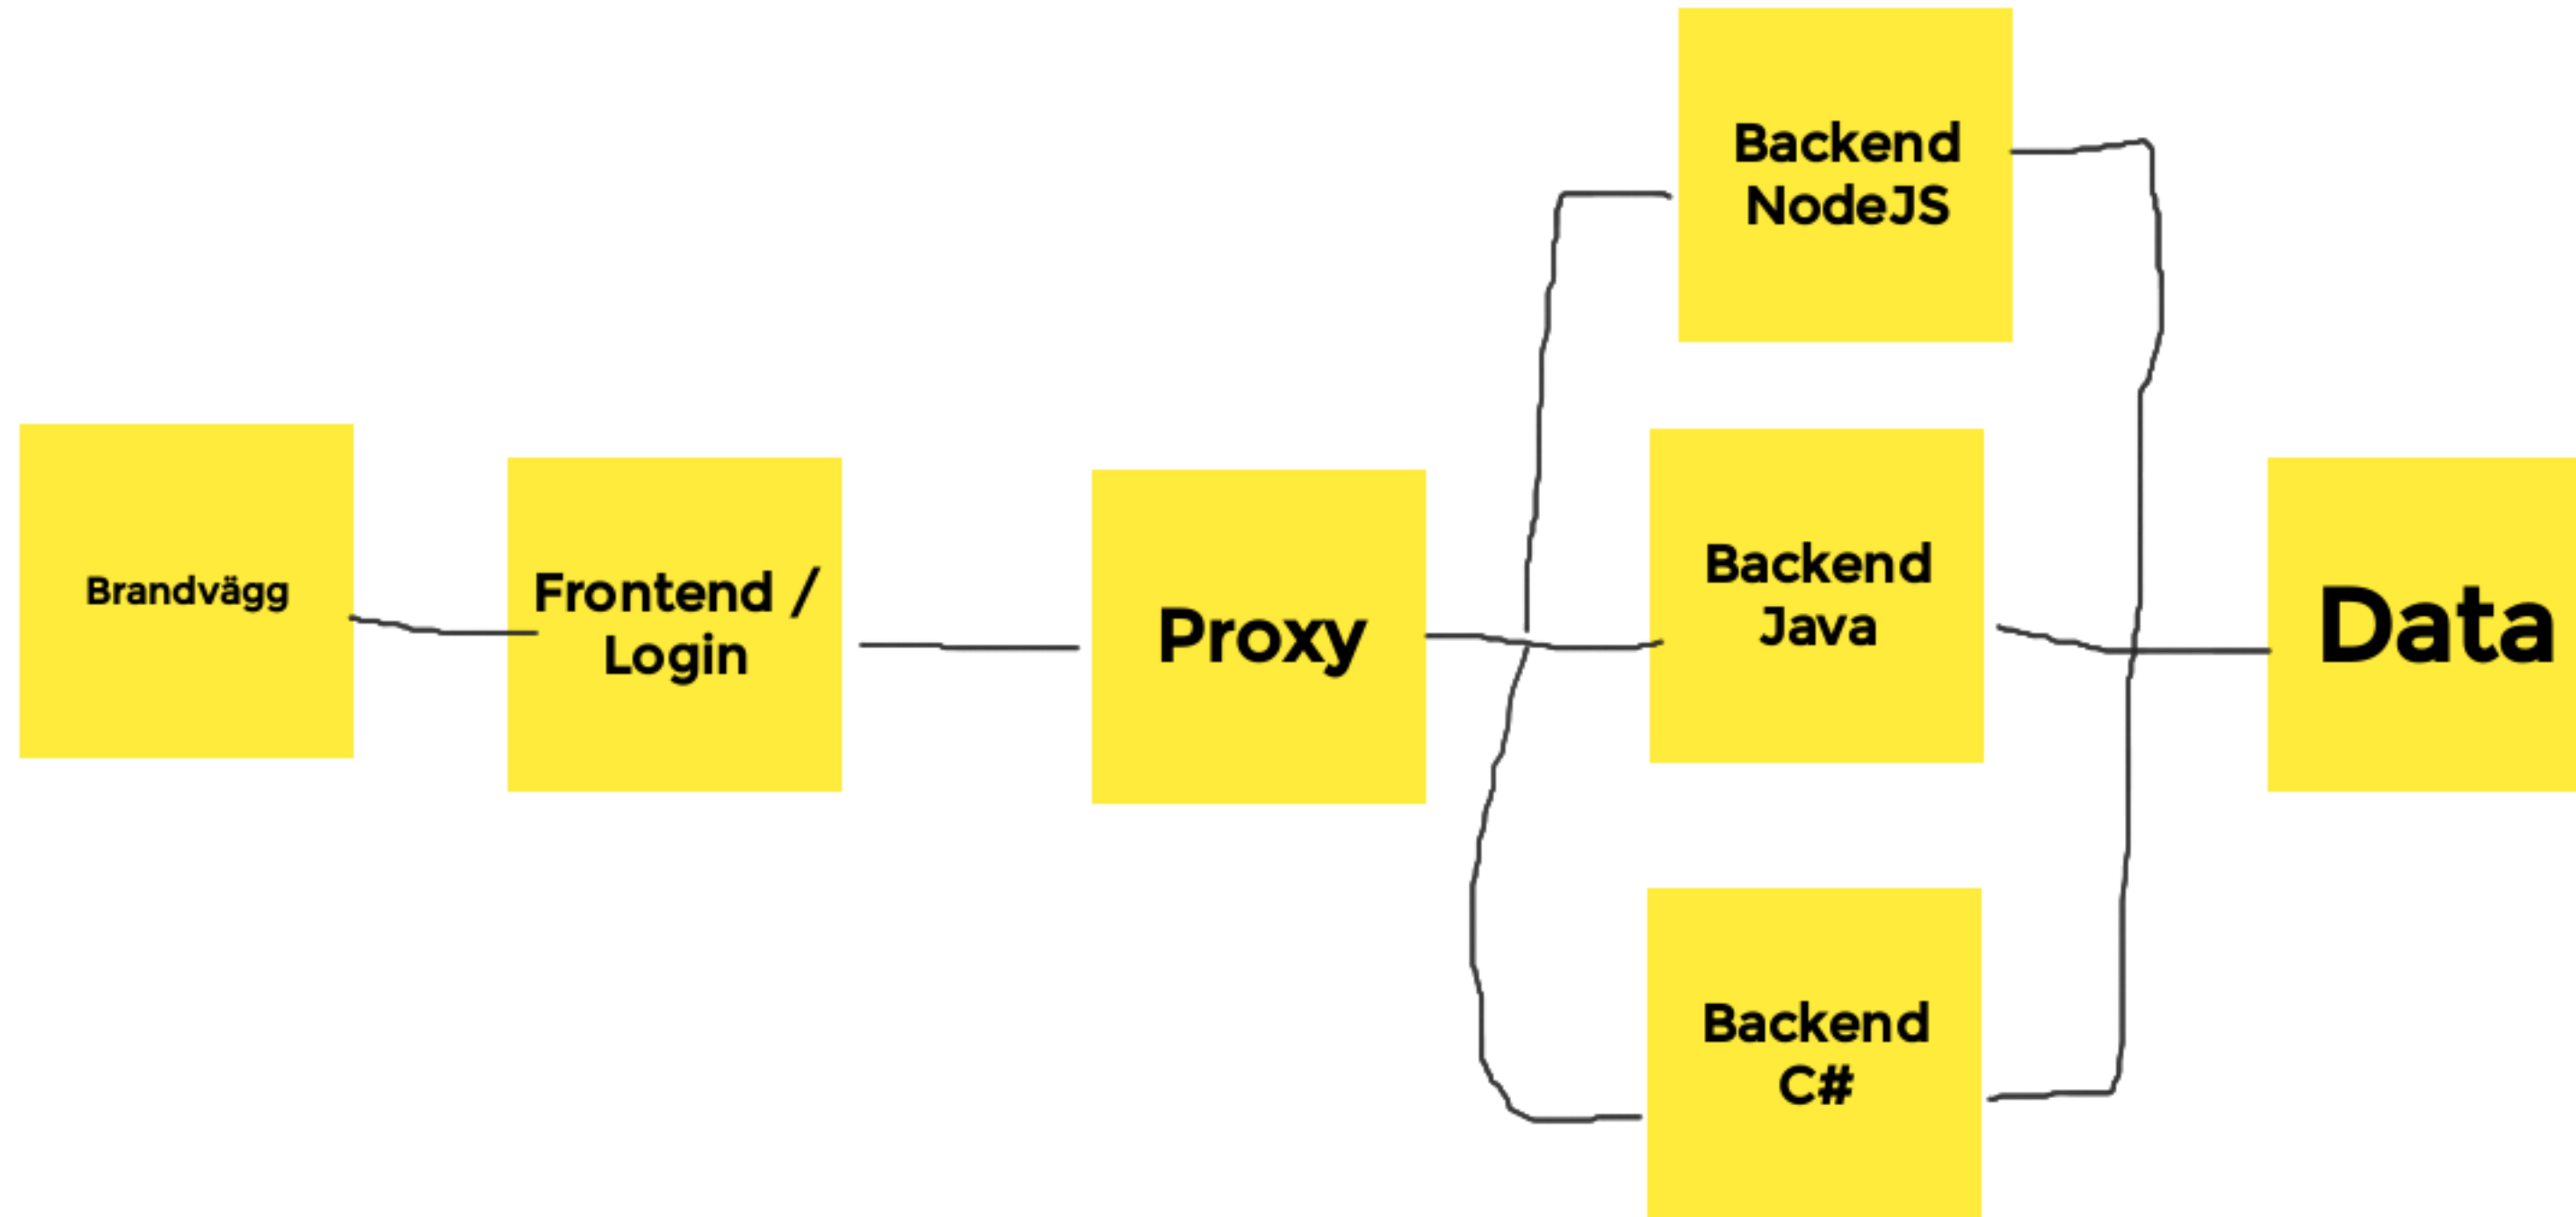 Brandvägg
Frontend /
Login
Proxy
Backend
NodeJS
Backend
Java
Backend
C#
Data